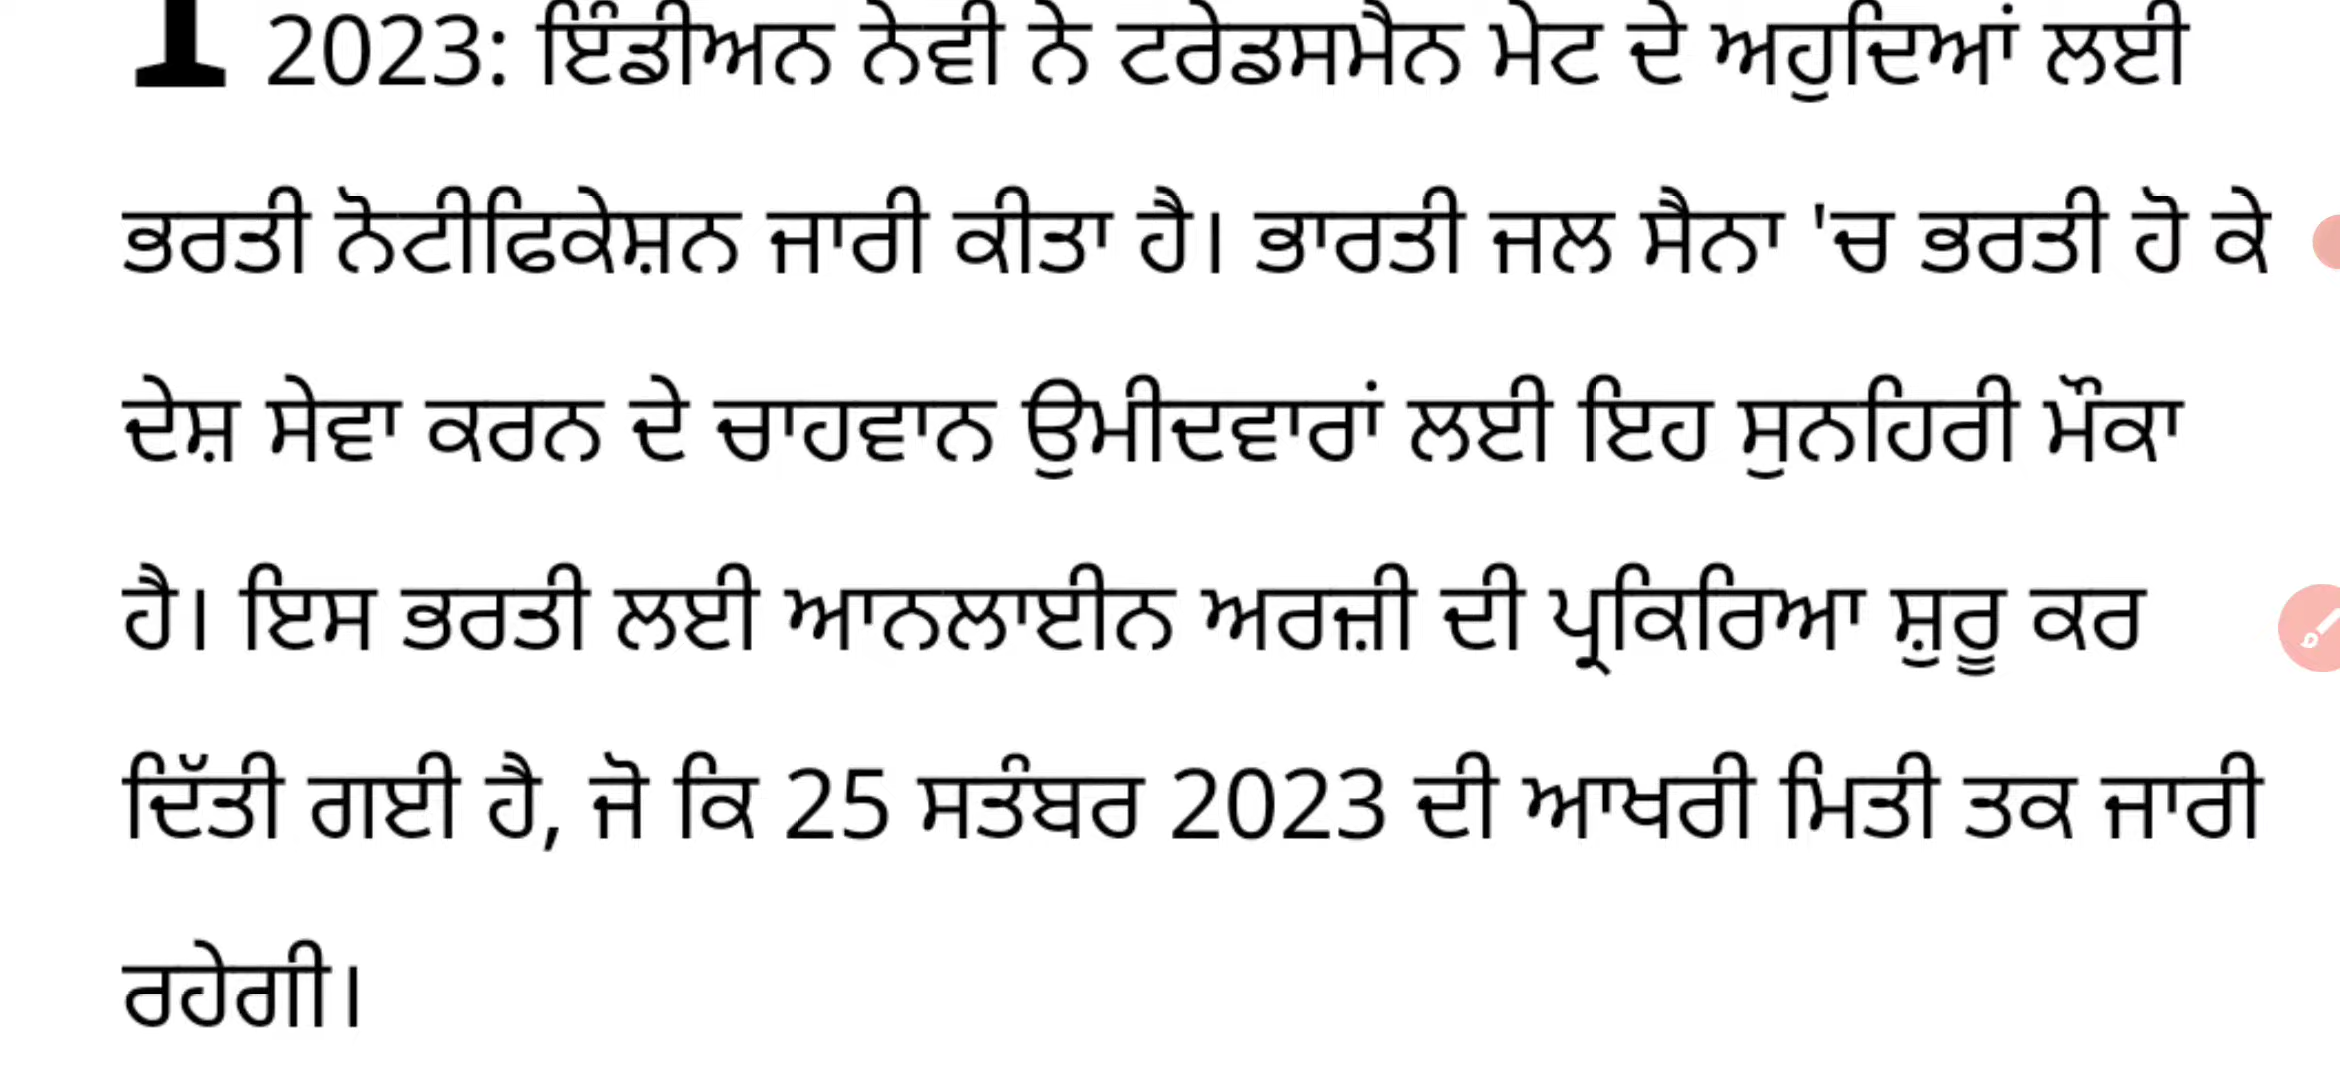 2023: ਇੰਡੀਅਨ ਨੇਵੀ ਨੇ ਟਰੇਡਸਮੈਨ ਮੇਟ ਦੇ ਅਹੁਦਿਆਂ ਲਈ
ਭਰਤੀ ਨੋਟੀਫਿਕੇਸ਼ਨ ਜਾਰੀ ਕੀਤਾ ਹੈ। ਭਾਰਤੀ ਜਲ ਸੈਨਾ 'ਚ ਭਰਤੀ ਹੋ ਕੇ
ਦੇਸ਼ ਸੇਵਾ ਕਰਨ ਦੇ ਚਾਹਵਾਨ ਉਮੀਦਵਾਰਾਂ ਲਈ ਇਹ ਸੁਨਹਿਰੀ ਮੌਕਾ
ਹੈ। ਇਸ ਭਰਤੀ ਲਈ ਆਨਲਾਈਨ ਅਰਜ਼ੀ ਦੀ ਪ੍ਰਕਿਰਿਆ ਸ਼ੁਰੂ ਕਰ
ਦਿੱਤੀ ਗਈ ਹੈ, ਜੋ ਕਿ 25 ਸਤੰਬਰ 2023 ਦੀ ਆਖਰੀ ਮਿਤੀ ਤਕ ਜਾਰੀ
ਰਹੇਗੀ।